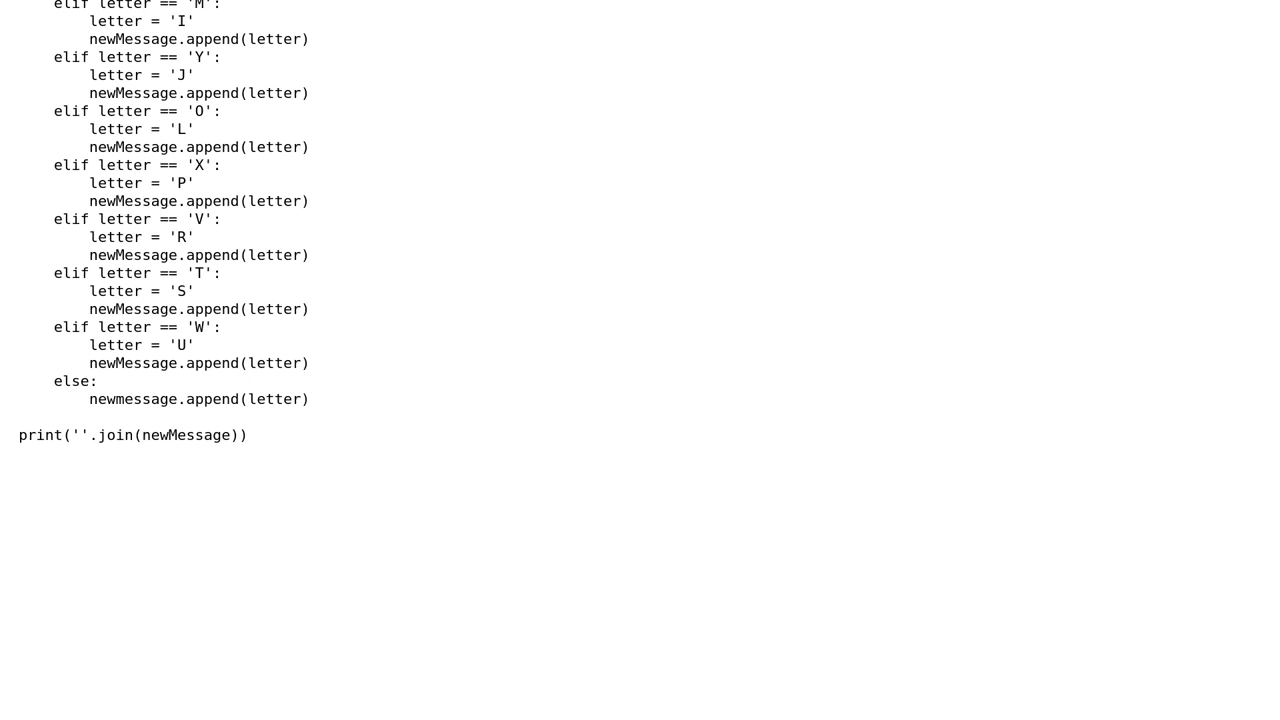 elif letter == 'M':
        letter = 'I'
        newMessage.append(letter)
    elif letter == 'Y':
        letter = 'J'
        newMessage.append(letter)
    elif letter == 'O':
        letter = 'L'
        newMessage.append(letter)
    elif letter == 'X':
        letter = 'P'
        newMessage.append(letter)
    elif letter == 'V':
        letter = 'R'
        newMessage.append(letter)
    elif letter == 'T':
        letter = 'S'
        newMessage.append(letter)
    elif letter == 'W':
        letter = 'U'
        newMessage.append(letter)
    else:
        newmessage.append(letter)

print(''.join(newMessage))